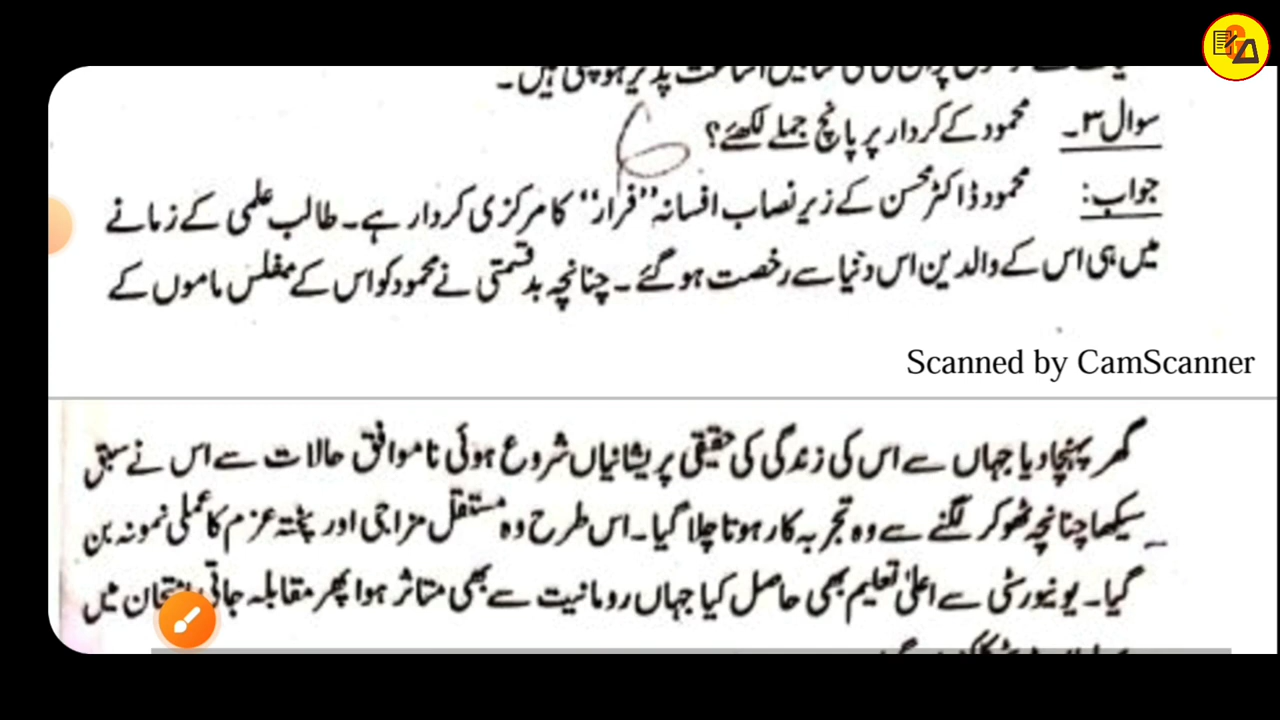 سوال ۳۔ محمود کے کردار پر پانچ جملے لکھئے؟
جواب: محمود ڈاکٹر محسن کے زیر نصاب افسانہ ”فرار“ کا مرکزی کردار ہے۔ طالب علمی کے زمانے
میں ہی اس کے والدین اس دنیا سے رخصت ہو گئے۔ چنانچہ بدقسمتی نے محمود کو اس کے مفلس ماموں کے
Scanned by CamScanner
گھر پہنچا دیا جہاں سے اس کی زندگی کی حقیقی پریشانیاں شروع ہوئی ناموافق حالات سے اس نے سبق
سیکھا چنانچہ ٹھوکر لگنے سے وہ تجربہ کار ہوتا چلا گیا۔ اس طرح وہ مستقل مزاجی اور پختہ عزم کا عملی نمونہ بن
گیا۔ یونیورسٹی سے اعلیٰ تعلیم بھی حاصل کیا جہاں رومانیت سے بھی متاثر ہوا پھر مقابلہ جاتی امتحان میں